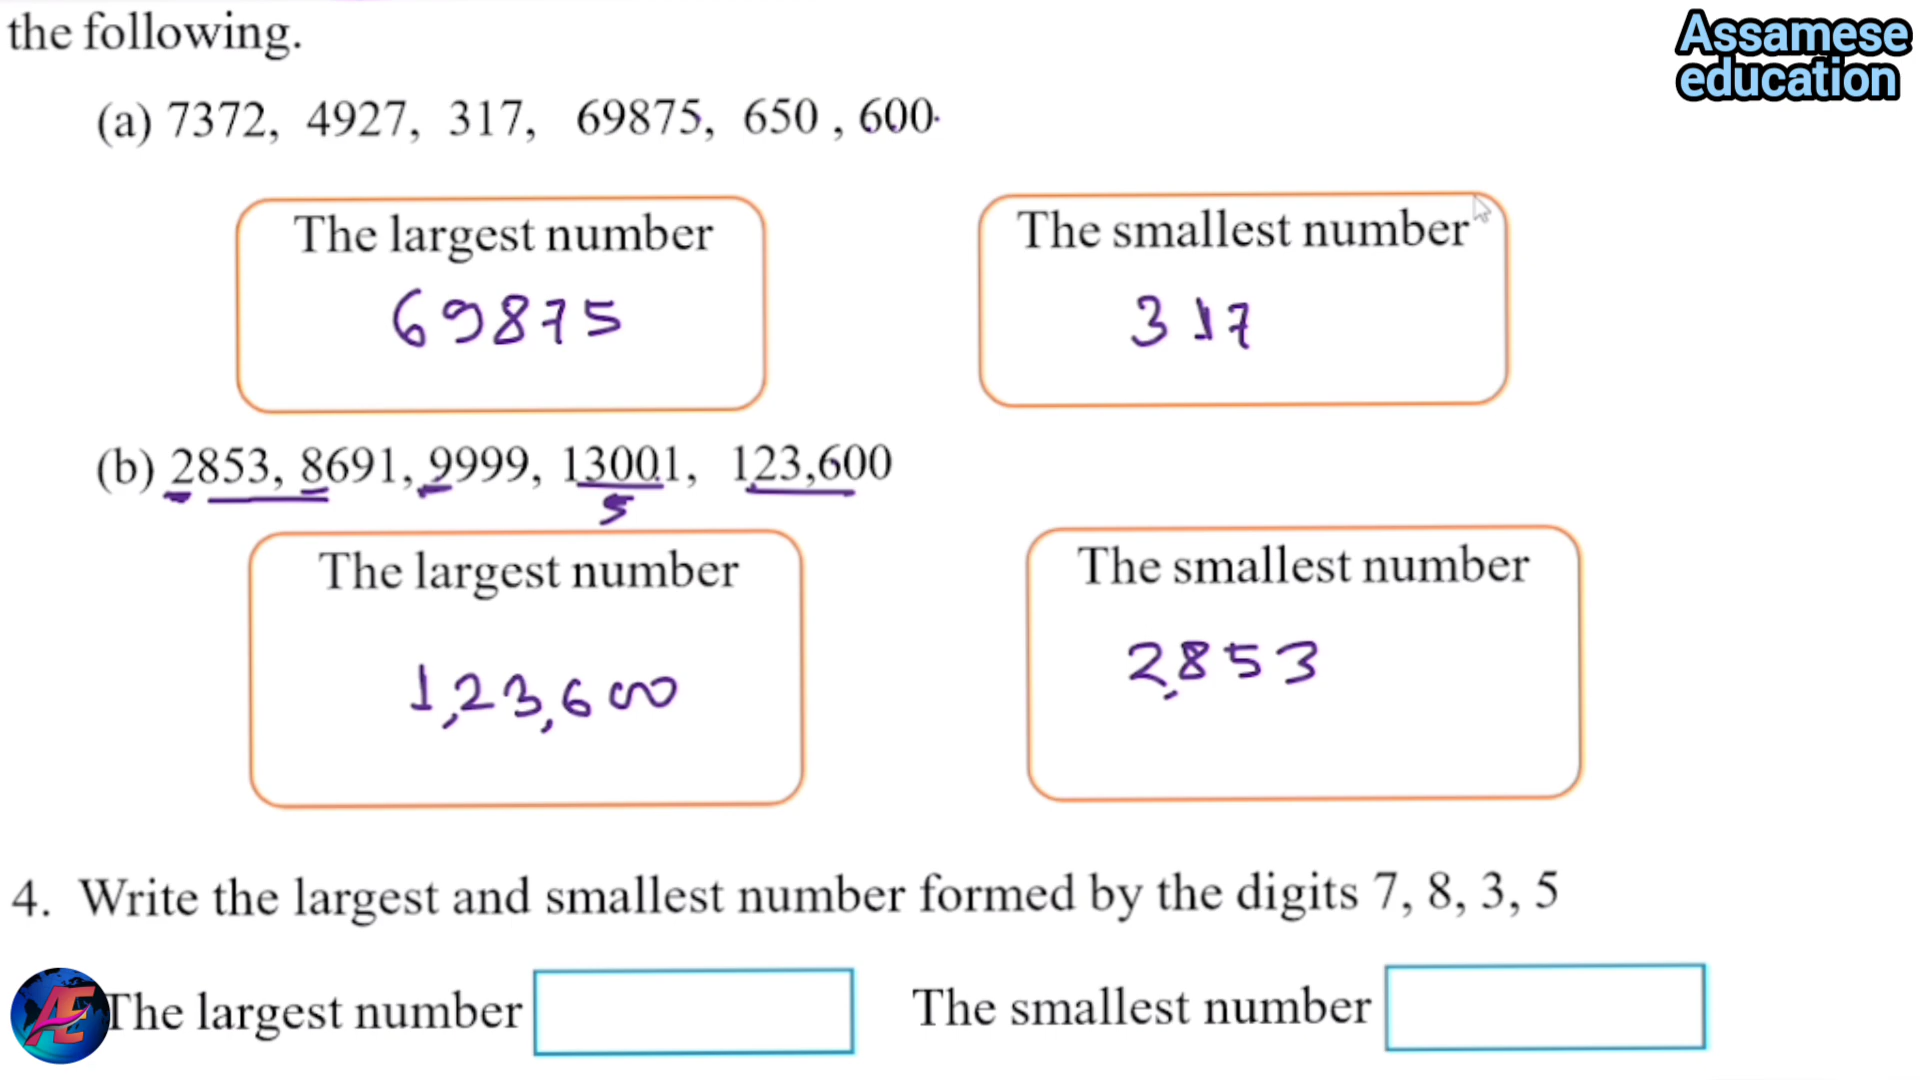 the following.
Assamese
education
(a) 7372, 4927, 317, 69875, 650 , 600.
The largest number
69875
The smallest number
317
(b) 2853, 8691, 9999, 13001, 123,600
5
The largest number
1,23,600
The smallest number
2,853
4. Write the largest and smallest number formed by the digits 7, 8, 3, 5
Æ
The largest number
The smallest number